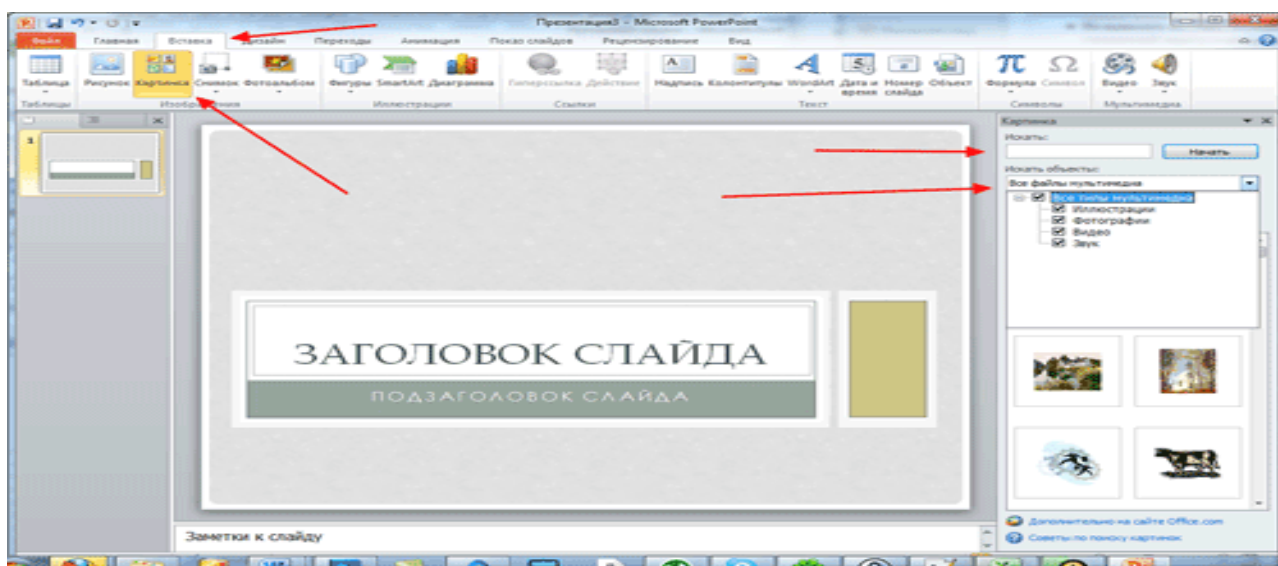 Презентация3 - Microsoft PowerPoint
Файл Главная Вставка Дизайн Переходы Анимация Показ слайдов Рецензирование Вид
Таблица Рисунок Картинка Снимок Фотоальбом Фигуры SmartArt Диаграмма Гиперссылка Действие Надпись Колонтитулы WordArt Дата и время Номер слайда Объект Формула Символ Видео Звук
Таблицы Изображения Иллюстрации Ссылки Текст Символы Мультимедиа
1
Картинка
Искать:
Начать
Искать объекты:
Все файлы мультимедиа
Все типы мультимедиа
Иллюстрации
Фотографии
Видео
Звук
ЗАГОЛОВОК СЛАЙДА
ПОДЗАГОЛОВОК СЛАЙДА
Заметки к слайду
Дополнительно на сайте Office.com
Советы по поиску картинок